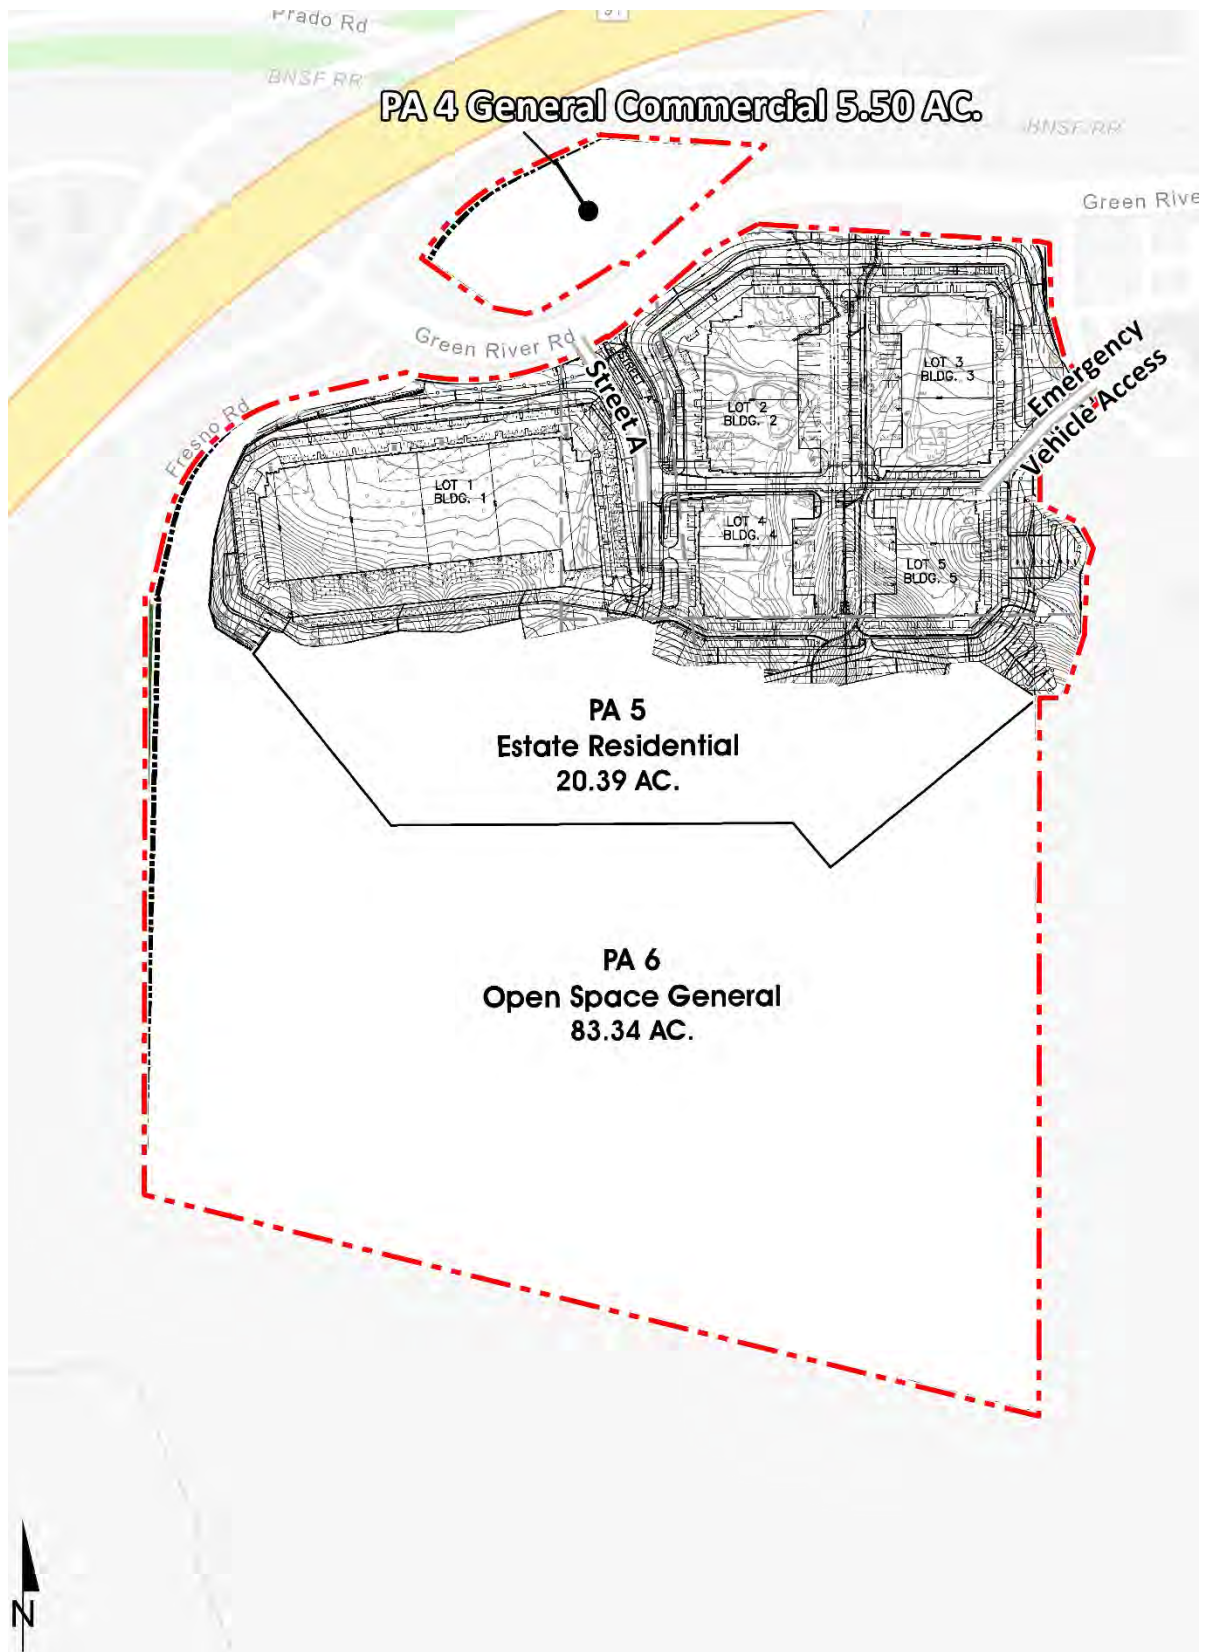 Prado Rd
91
BNSF RR
PA 4 General Commercial 5.50 AC.
BNSF RR
Green Rive
Green River Rd
Fresno Rd
Street A
STREET
Emergency
Vehicle Access
LOT 3
BLDG. 3
LOT 2
BLDG. 2
LOT 1
BLDG. 1
LOT 4
BLDG. 4
LOT 5
BLDG. 5
PA 5
Estate Residential
20.39 AC.
PA 6
Open Space General
83.34 AC.
N